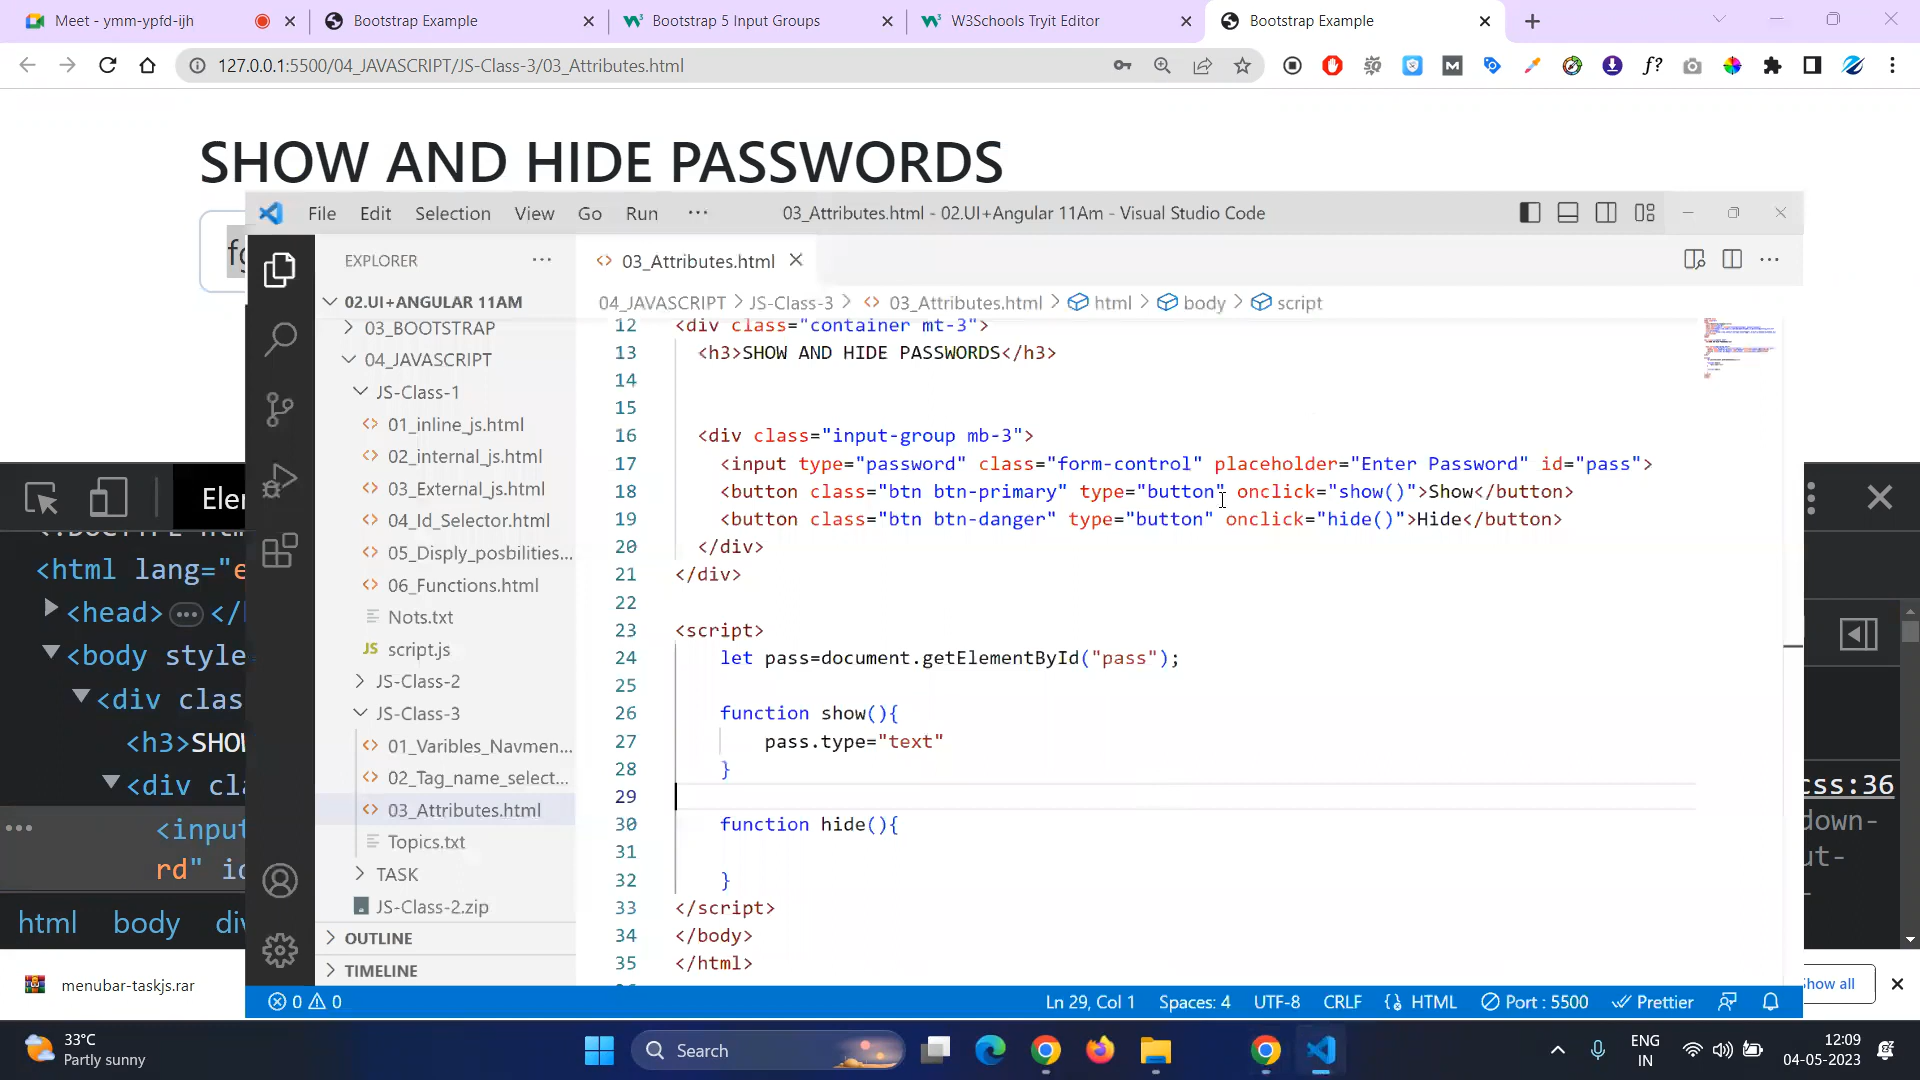 Meet - ymm-ypfd-ijh
Bootstrap Example
Bootstrap 5 Input Groups
W3Schools Tryit Editor
Bootstrap Example
127.0.0.1:5500/04_JAVASCRIPT/JS-Class-3/03_Attributes.html
SHOW AND HIDE PASSWORDS
File Edit Selection View Go Run ···
03_Attributes.html - 02.UI+Angular 11Am - Visual Studio Code
EXPLORER
03_Attributes.html
02.UI+ANGULAR 11AM
04_JAVASCRIPT > JS-Class-3 > 03_Attributes.html > html > body > script
03_BOOTSTRAP
04_JAVASCRIPT
JS-Class-1
01_inline_js.html
02_internal_js.html
03_External_js.html
04_Id_Selector.html
05_Disply_posbilities...
06_Functions.html
Nots.txt
JS script.js
JS-Class-2
JS-Class-3
01_Varibles_Navmen...
02_Tag_name_select...
03_Attributes.html
Topics.txt
TASK
JS-Class-2.zip
OUTLINE
TIMELINE
12 <div class="container mt-3">
13 <h3>SHOW AND HIDE PASSWORDS</h3>
14
15
16 <div class="input-group mb-3">
17 <input type="password" class="form-control" placeholder="Enter Password" id="pass">
18 <button class="btn btn-primary" type="button" onclick="show()">Show</button>
19 <button class="btn btn-danger" type="button" onclick="hide()">Hide</button>
20 </div>
21 </div>
22
23 <script>
24 let pass=document.getElementById("pass");
25
26 function show(){
27 pass.type="text"
28 }
29
30 function hide(){
31
32 }
33 </script>
34 </body>
35 </html>
0 0
Ln 29, Col 1 Spaces: 4 UTF-8 CRLF {} HTML Port : 5500 Prettier
Ele
<html lang="e
<head> ··· </
<body style
<div clas
<h3>SHO
<div cla
<input
rd" id
html body di
css:36
down-
ut-
menubar-taskjs.rar
how all
33°C
Partly sunny
Search
ENG
IN
12:09
04-05-2023